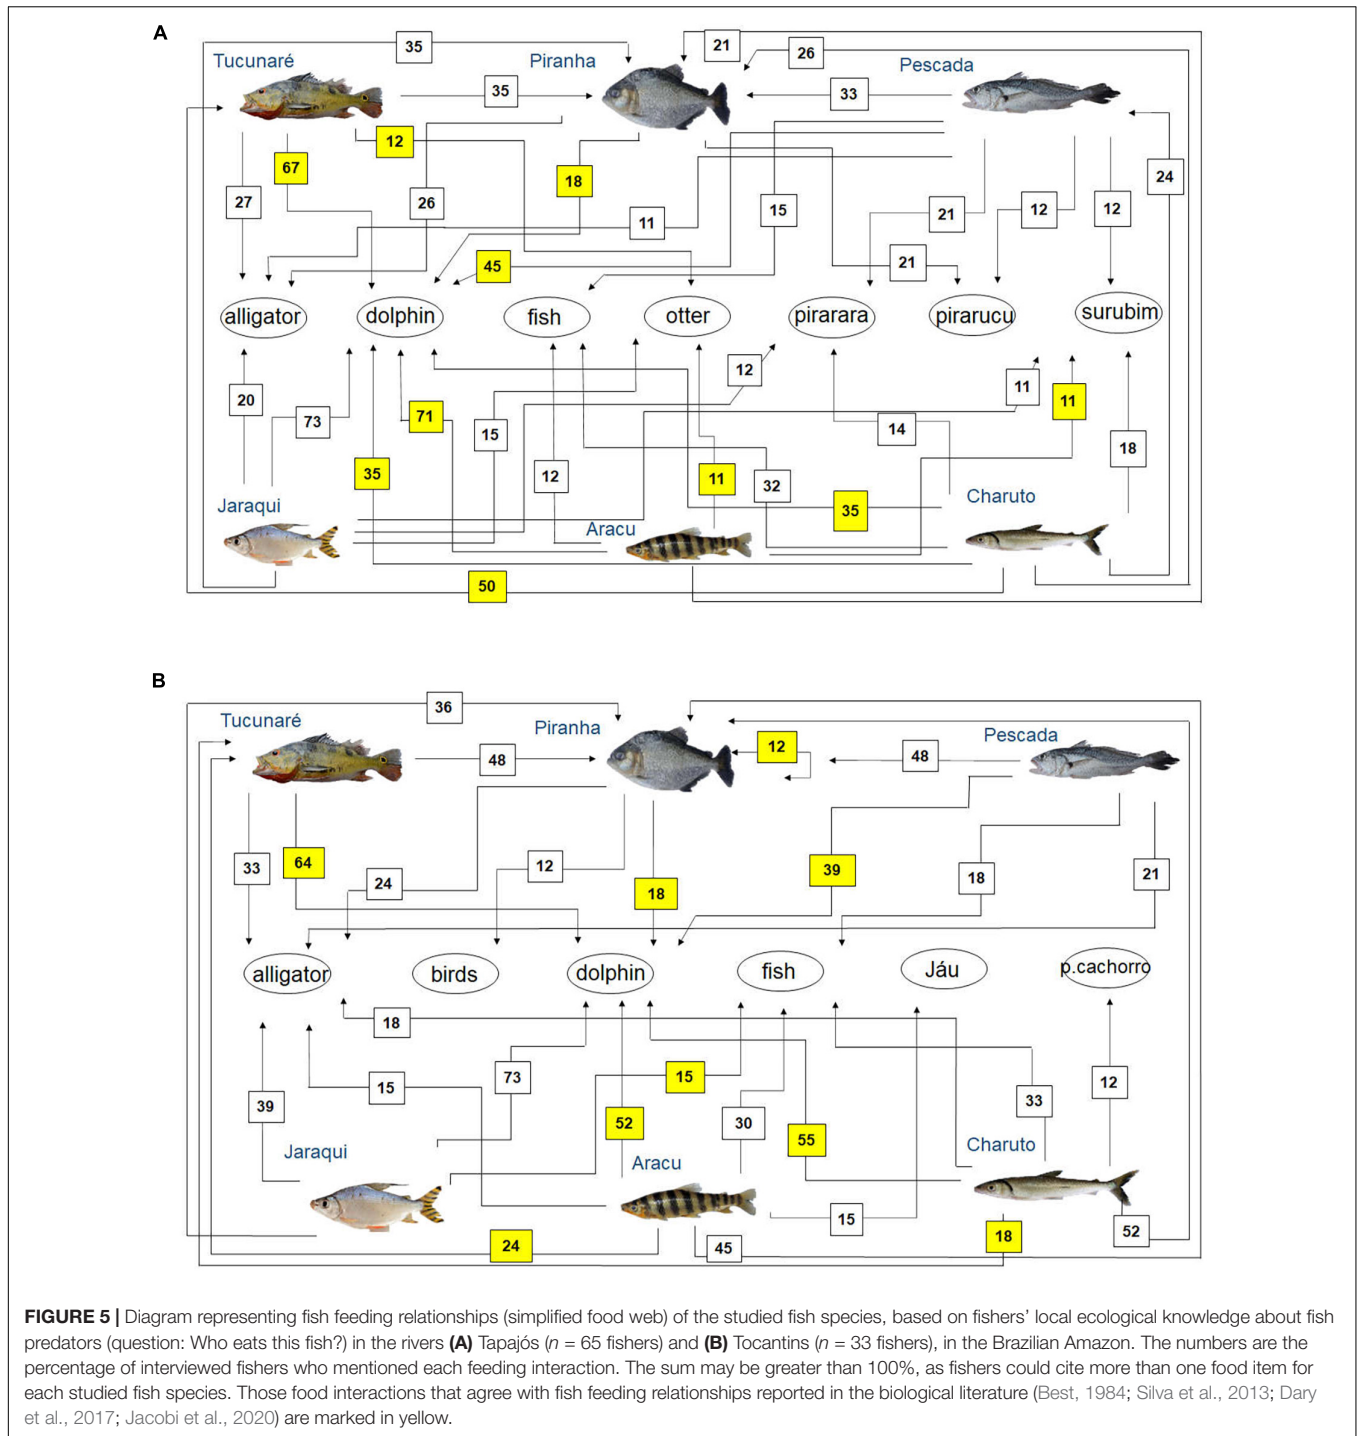 A
35
21
26
Tucunaré
Piranha
Pescada
35
33
12
67
18
24
27
26
15
11
21
12
12
45
21
alligator
dolphin
fish
otter
pirarara
pirarucu
surubim
12
11
11
20
73
71
15
14
18
35
12
11
32
35
Jaraqui
Aracu
Charuto
50
B
36
Tucunaré
Piranha
Pescada
12
48
48
33
64
24
12
18
39
18
21
alligator
birds
dolphin
fish
Jáu
p.cachorro
18
73
15
15
12
39
52
30
55
33
Jaraqui
Aracu
Charuto
15
24
45
18
52
FIGURE 5 | Diagram representing fish feeding relationships (simplified food web) of the studied fish species, based on fishers’ local ecological knowledge about fish
predators (question: Who eats this fish?) in the rivers (A) Tapajós (n = 65 fishers) and (B) Tocantins (n = 33 fishers), in the Brazilian Amazon. The numbers are the
percentage of interviewed fishers who mentioned each feeding interaction. The sum may be greater than 100%, as fishers could cite more than one food item for
each studied fish species. Those food interactions that agree with fish feeding relationships reported in the biological literature (Best, 1984; Silva et al., 2013; Dary
et al., 2017; Jacobi et al., 2020) are marked in yellow.